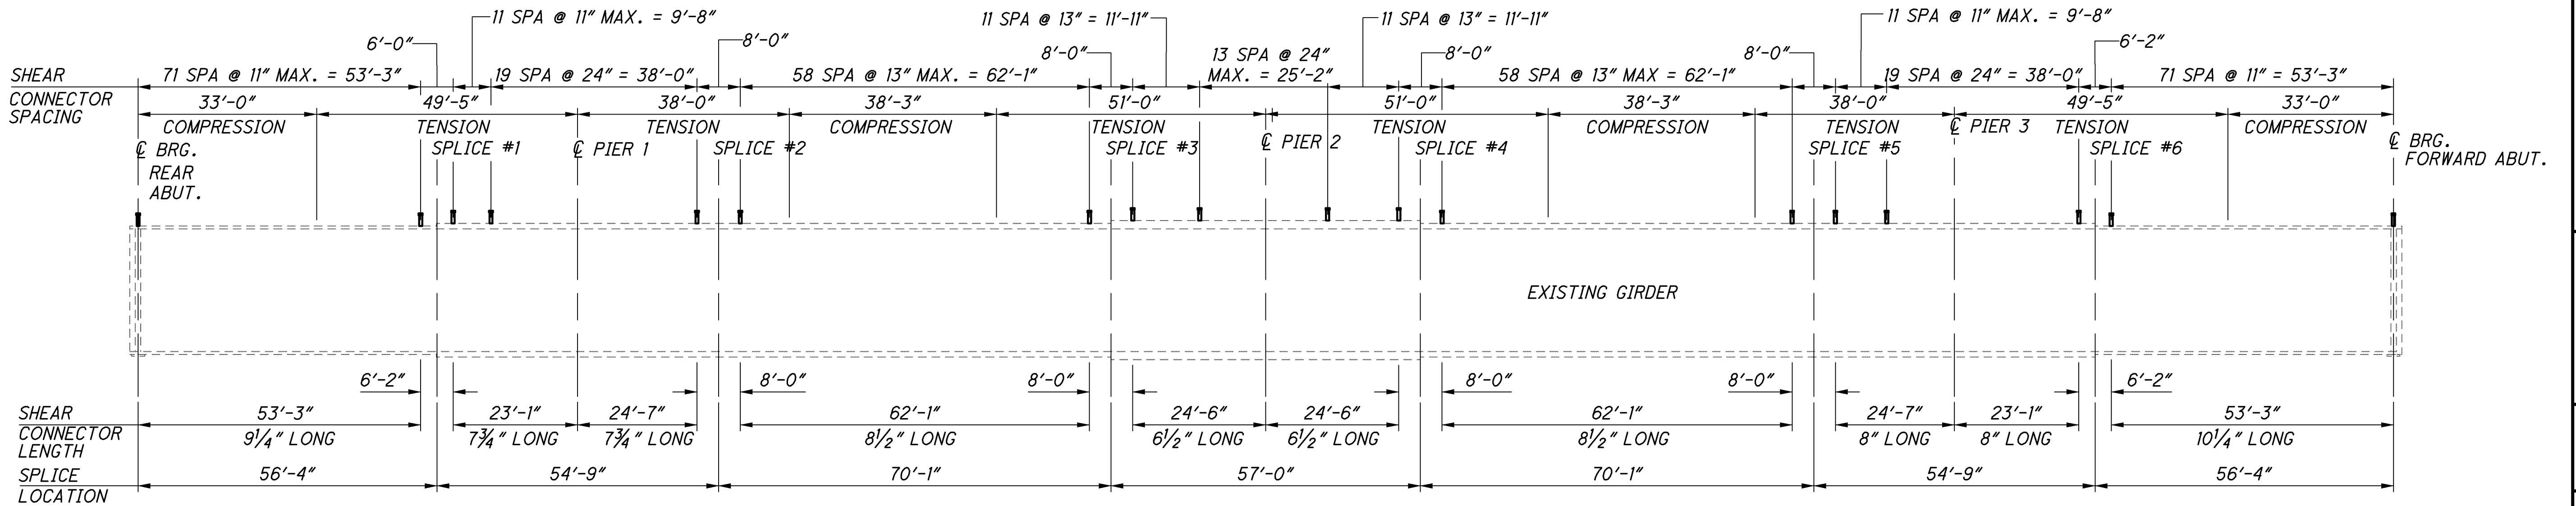 11 SPA @ 11" MAX. = 9'-8"
11 SPA @ 13" = 11'-11"
11 SPA @ 13" = 11'-11"
11 SPA @ 11" MAX. = 9'-8"
6'-0"
8'-0"
8'-0"
13 SPA @ 24"
MAX. = 25'-2"
8'-0"
8'-0"
6'-2"
SHEAR
CONNECTOR
SPACING
71 SPA @ 11" MAX. = 53'-3"
19 SPA @ 24" = 38'-0"
58 SPA @ 13" MAX. = 62'-1"
58 SPA @ 13" MAX = 62'-1"
19 SPA @ 24" = 38'-0"
71 SPA @ 11" = 53'-3"
33'-0"
49'-5"
38'-0"
38'-3"
51'-0"
51'-0"
38'-3"
38'-0"
49'-5"
33'-0"
COMPRESSION
TENSION
TENSION
COMPRESSION
TENSION
TENSION
COMPRESSION
TENSION
TENSION
COMPRESSION
℄ BRG.
REAR
ABUT.
SPLICE #1
℄ PIER 1
SPLICE #2
SPLICE #3
℄ PIER 2
SPLICE #4
SPLICE #5
℄ PIER 3
SPLICE #6
℄ BRG.
FORWARD ABUT.
EXISTING GIRDER
6'-2"
8'-0"
8'-0"
8'-0"
8'-0"
6'-2"
SHEAR
CONNECTOR
LENGTH
53'-3"
23'-1"
24'-7"
62'-1"
24'-6"
24'-6"
62'-1"
24'-7"
23'-1"
53'-3"
9¼" LONG
7¾" LONG
7¾" LONG
8½" LONG
6½" LONG
6½" LONG
8½" LONG
8" LONG
8" LONG
10¼" LONG
SPLICE
LOCATION
56'-4"
54'-9"
70'-1"
57'-0"
70'-1"
54'-9"
56'-4"